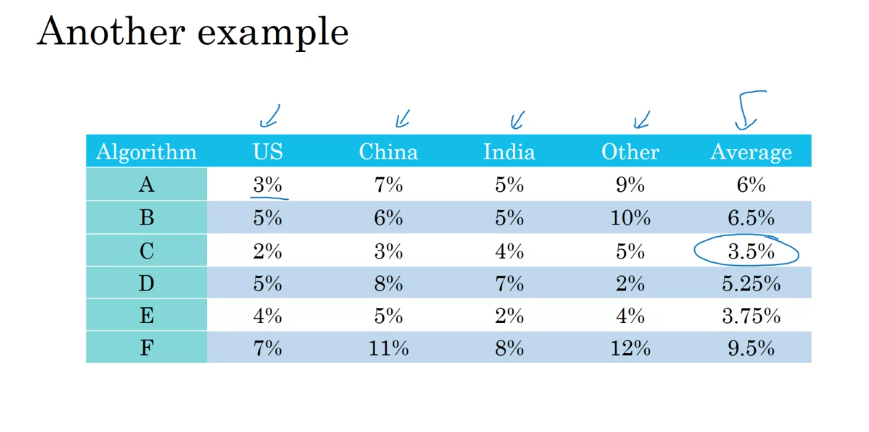 Another example
Algorithm US China India Other Average
A 3% 7% 5% 9% 6%
B 5% 6% 5% 10% 6.5%
C 2% 3% 4% 5% 3.5%
D 5% 8% 7% 2% 5.25%
E 4% 5% 2% 4% 3.75%
F 7% 11% 8% 12% 9.5%